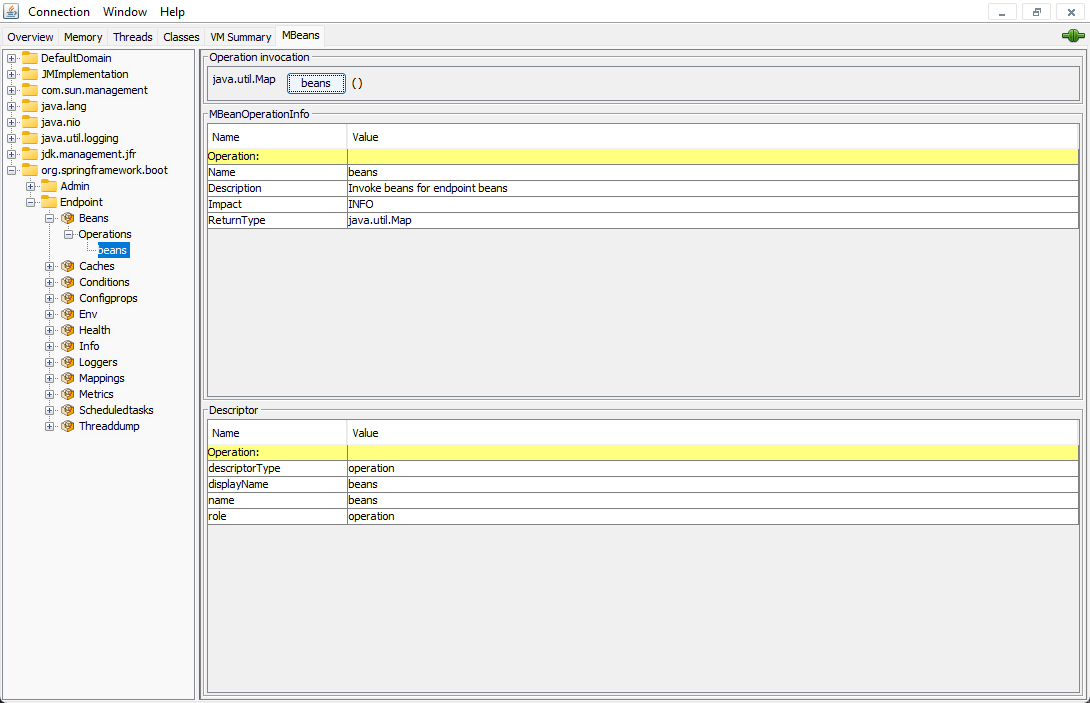 Connection Window Help
Overview Memory Threads Classes VM Summary MBeans
DefaultDomain
JMImplementation
com.sun.management
java.lang
java.nio
java.util.logging
jdk.management.jfr
org.springframework.boot
Admin
Endpoint
Beans
Operations
beans
Caches
Conditions
Configprops
Env
Health
Info
Loggers
Mappings
Metrics
Scheduledtasks
Threaddump
Operation invocation
java.util.Map beans ()
MBeanOperationInfo
Name Value
Operation:
Name beans
Description Invoke beans for endpoint beans
Impact INFO
ReturnType java.util.Map
Descriptor
Name Value
Operation:
descriptorType operation
displayName beans
name beans
role operation